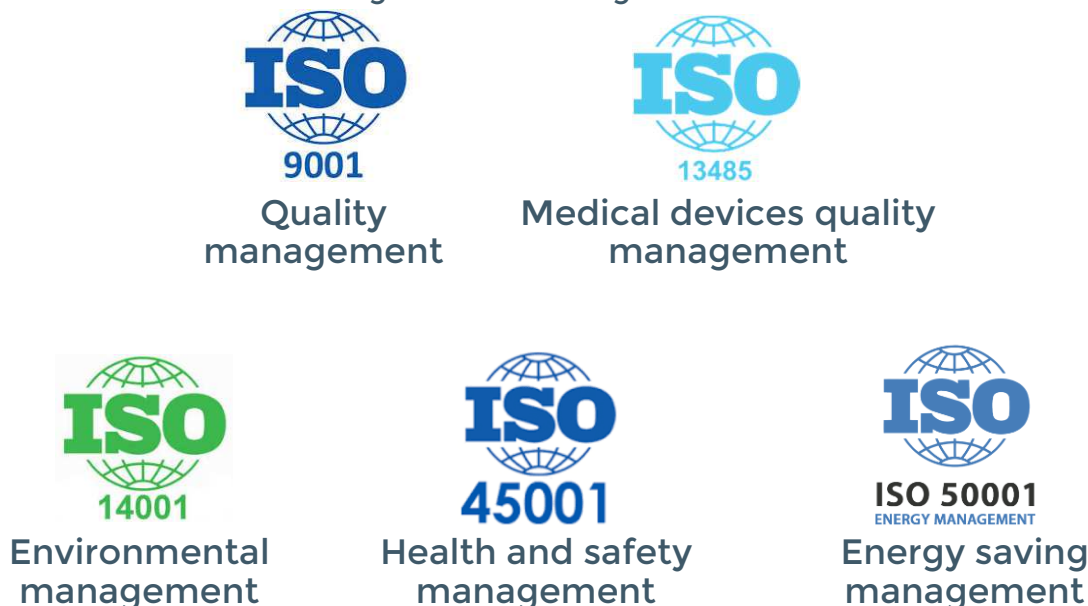 ISO
9001
Quality
management
ISO
13485
Medical devices quality
management
ISO
14001
Environmental
management
ISO
45001
Health and safety
management
ISO
ISO 50001
ENERGY MANAGEMENT
Energy saving
management